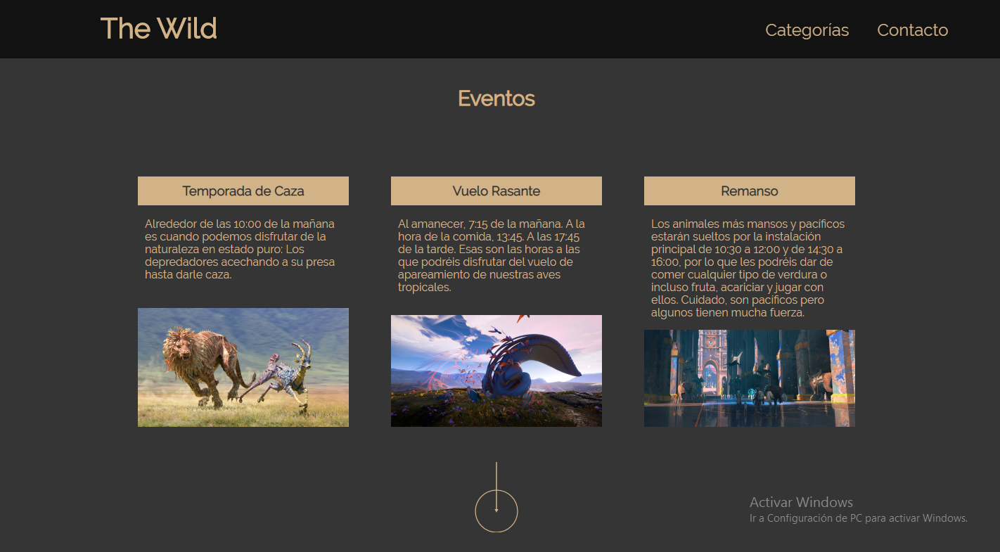 The Wild
Categorías
Contacto
Eventos
Temporada de Caza
Alrededor de las 10:00 de la mañana
es cuando podemos disfrutar de la
naturaleza en estado puro: Los
depredadores acechando a su presa
hasta darle caza.
Vuelo Rasante
Al amanecer, 7:15 de la mañana. A la
hora de la comida, 13:45. A las 17:45
de la tarde. Esas son las horas a las
que podréis disfrutar del vuelo de
apareamiento de nuestras aves
tropicales.
Remanso
Los animales más mansos y pacíficos
estarán sueltos por la instalación
principal de 10:30 a 12:00 y de 14:30 a
16:00, por lo que les podréis dar de
comer cualquier tipo de verdura o
incluso fruta, acariciar y jugar con
ellos. Cuidado, son pacíficos pero
algunos tienen mucha fuerza.
Activar Windows
Ir a Configuración de PC para activar Windows.